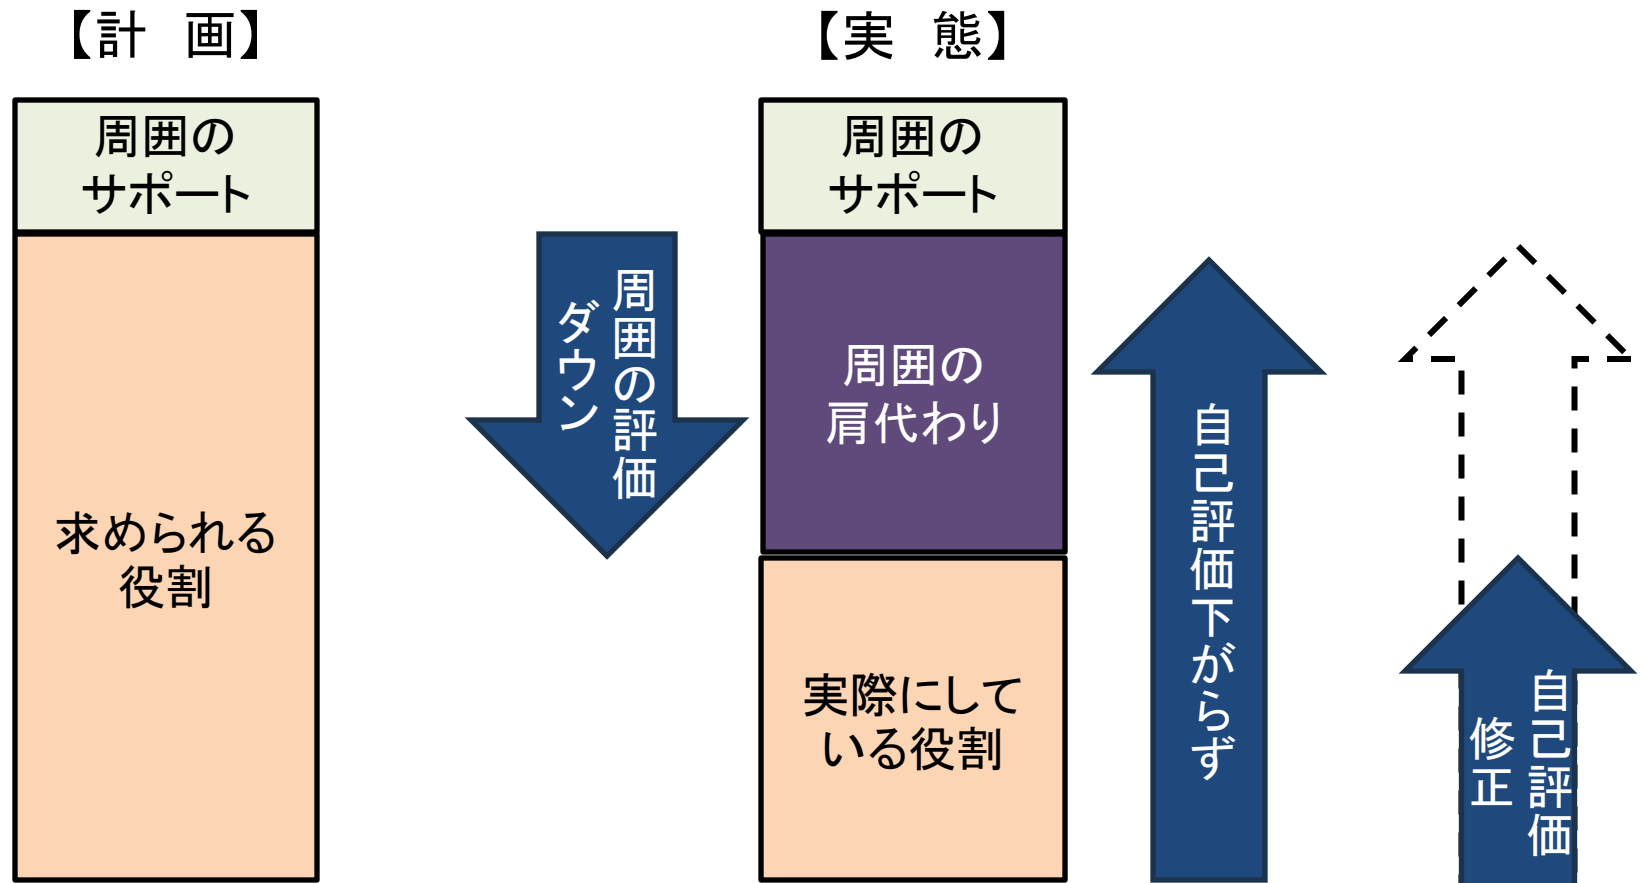 【計　画】
周囲の
サポート
求められる
役割
周囲の評価
ダウン
【実　態】
周囲の
サポート
周囲の
肩代わり
実際にして
いる役割
自己評価下がらず
自己評価
修正